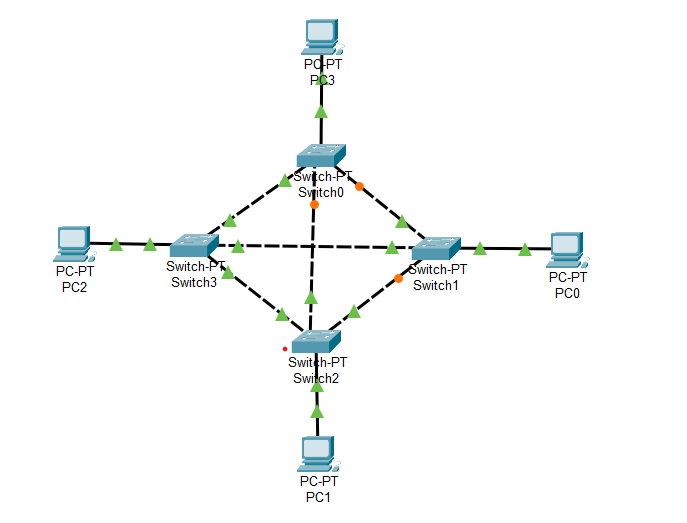 PC-PT
PC3
Switch-PT
Switch0
PC-PT
PC2
Switch-PT
Switch3
Switch-PT
Switch1
PC-PT
PC0
Switch-PT
Switch2
PC-PT
PC1